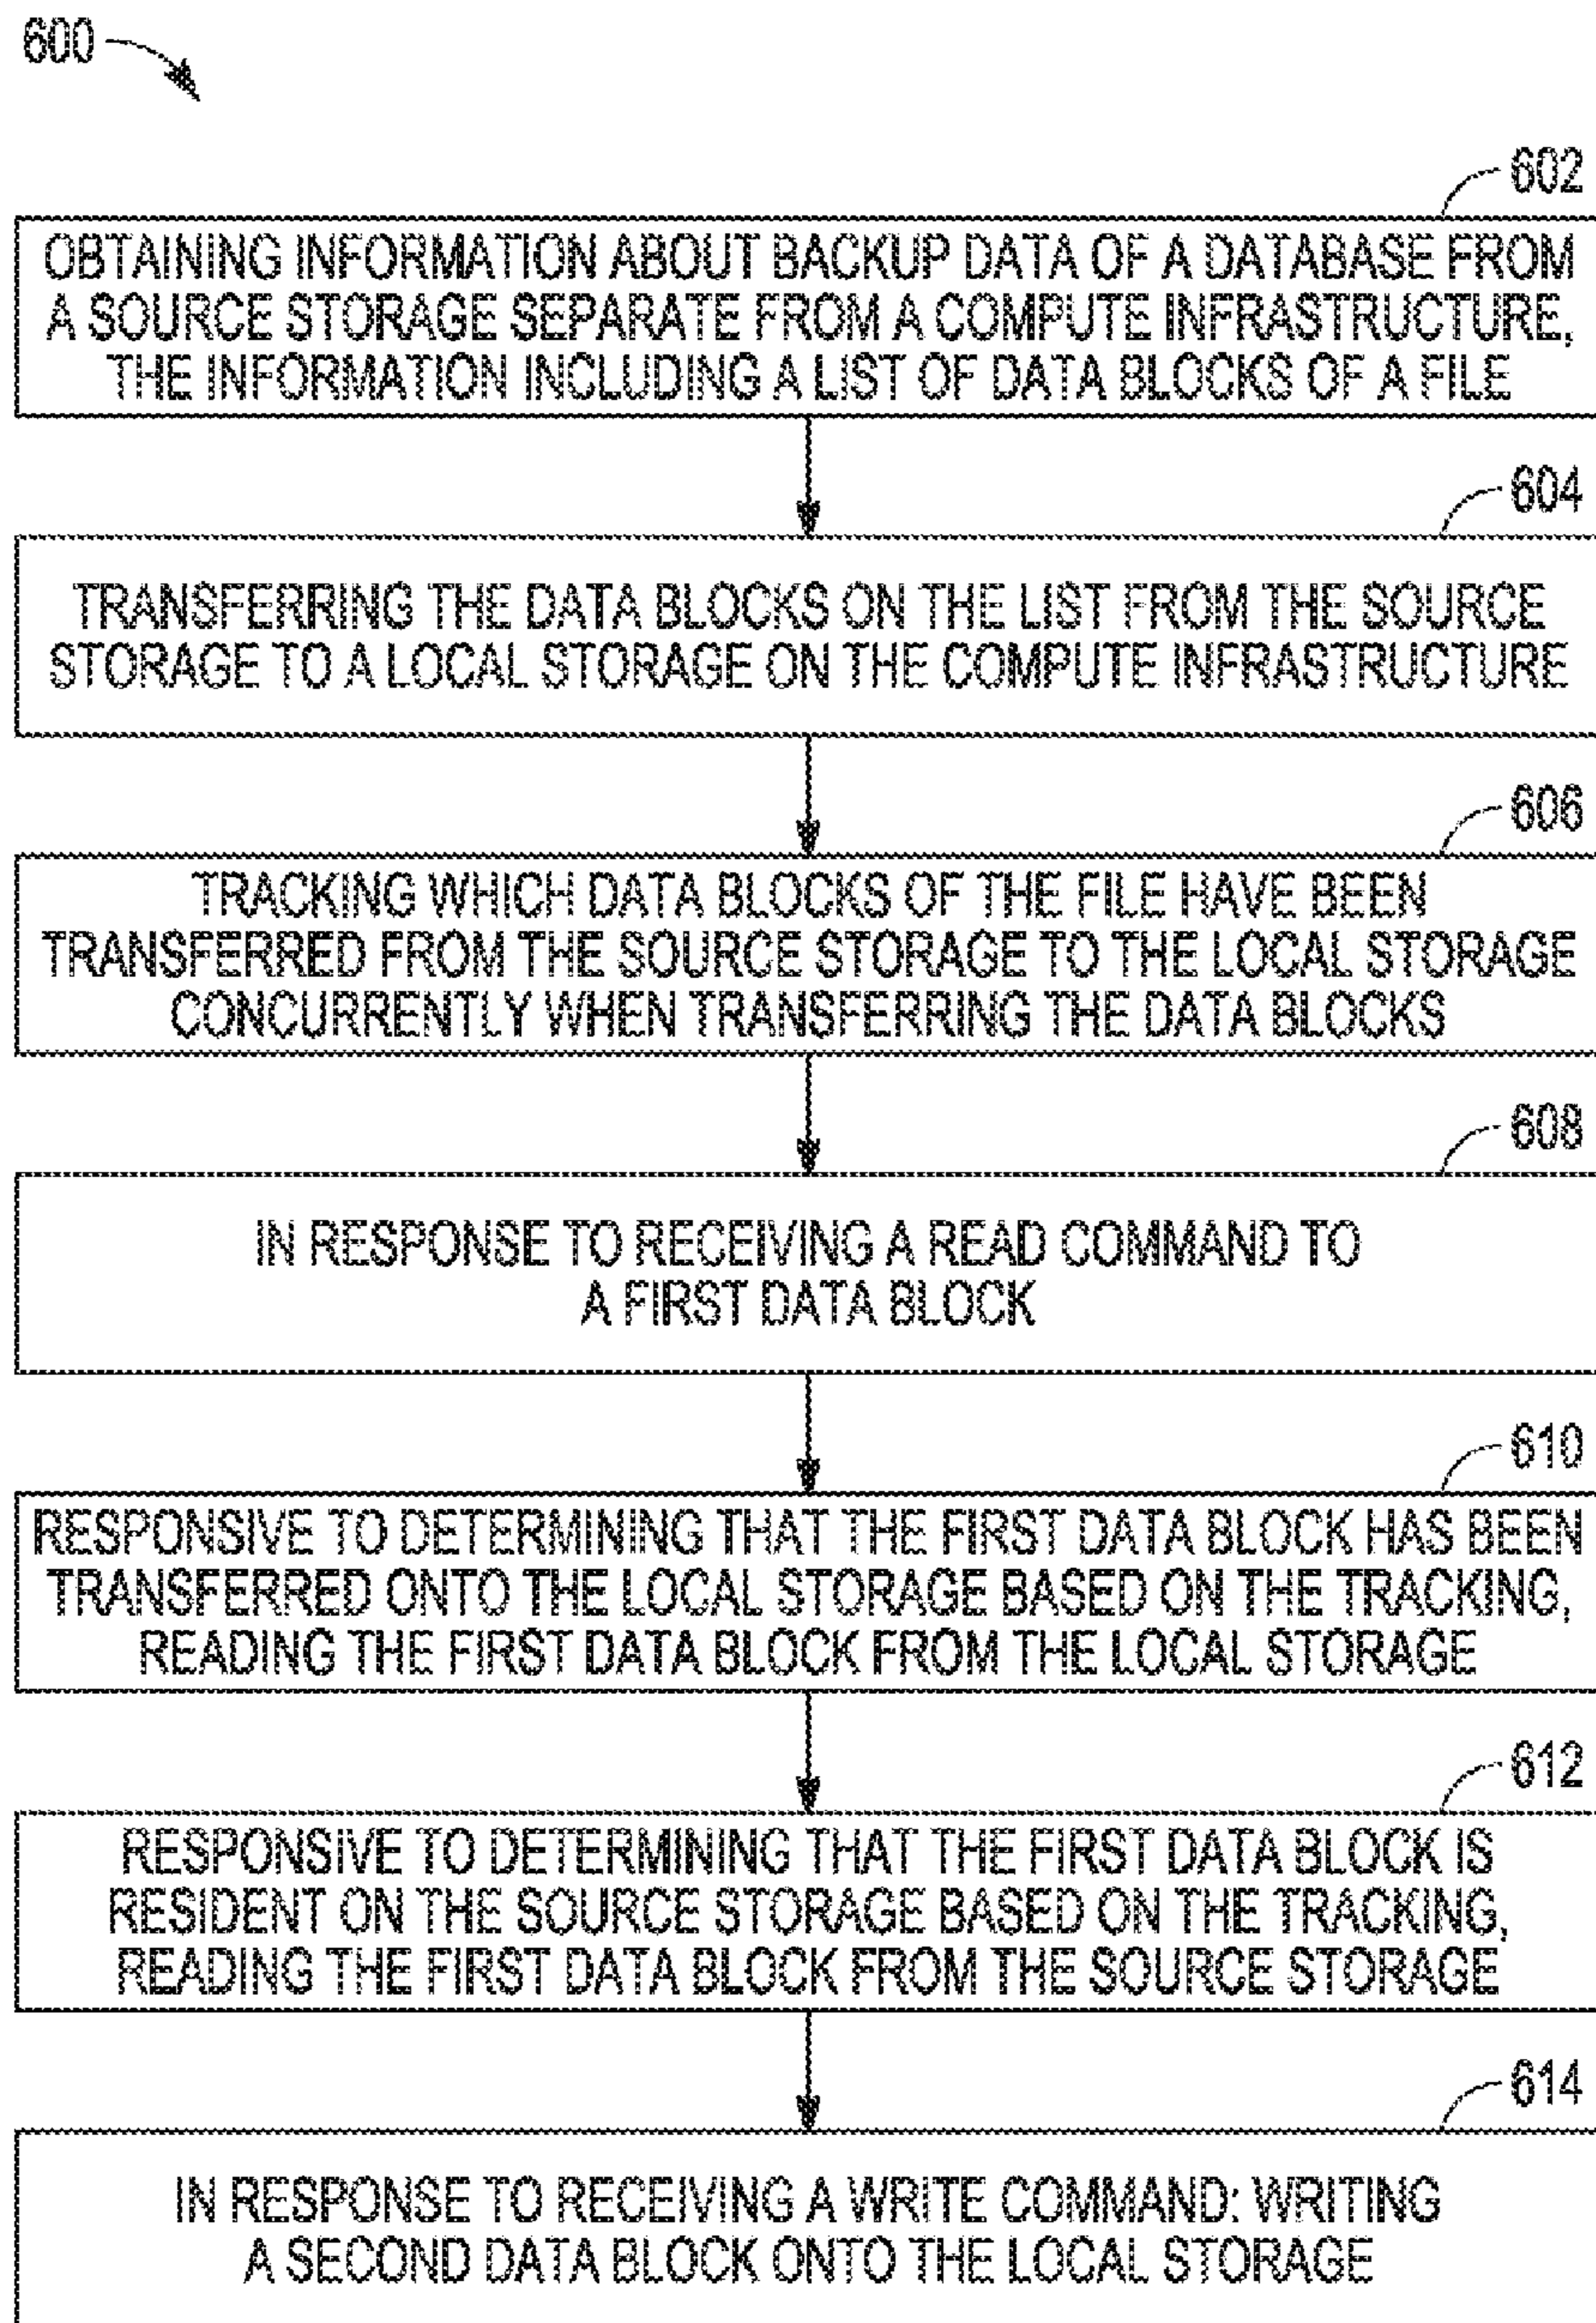 600
602
OBTAINING INFORMATION ABOUT BACKUP DATA OF A DATABASE FROM
A SOURCE STORAGE SEPARATE FROM A COMPUTE INFRASTRUCTURE,
THE INFORMATION INCLUDING A LIST OF DATA BLOCKS OF A FILE
604
TRANSFERRING THE DATA BLOCKS ON THE LIST FROM THE SOURCE
STORAGE TO A LOCAL STORAGE ON THE COMPUTE INFRASTRUCTURE
606
TRACKING WHICH DATA BLOCKS OF THE FILE HAVE BEEN
TRANSFERRED FROM THE SOURCE STORAGE TO THE LOCAL STORAGE
CONCURRENTLY WHEN TRANSFERRING THE DATA BLOCKS
608
IN RESPONSE TO RECEIVING A READ COMMAND TO
A FIRST DATA BLOCK
610
RESPONSIVE TO DETERMINING THAT THE FIRST DATA BLOCK HAS BEEN
TRANSFERRED ONTO THE LOCAL STORAGE BASED ON THE TRACKING,
READING THE FIRST DATA BLOCK FROM THE LOCAL STORAGE
612
RESPONSIVE TO DETERMINING THAT THE FIRST DATA BLOCK IS
RESIDENT ON THE SOURCE STORAGE BASED ON THE TRACKING,
READING THE FIRST DATA BLOCK FROM THE SOURCE STORAGE
614
IN RESPONSE TO RECEIVING A WRITE COMMAND: WRITING
A SECOND DATA BLOCK ONTO THE LOCAL STORAGE